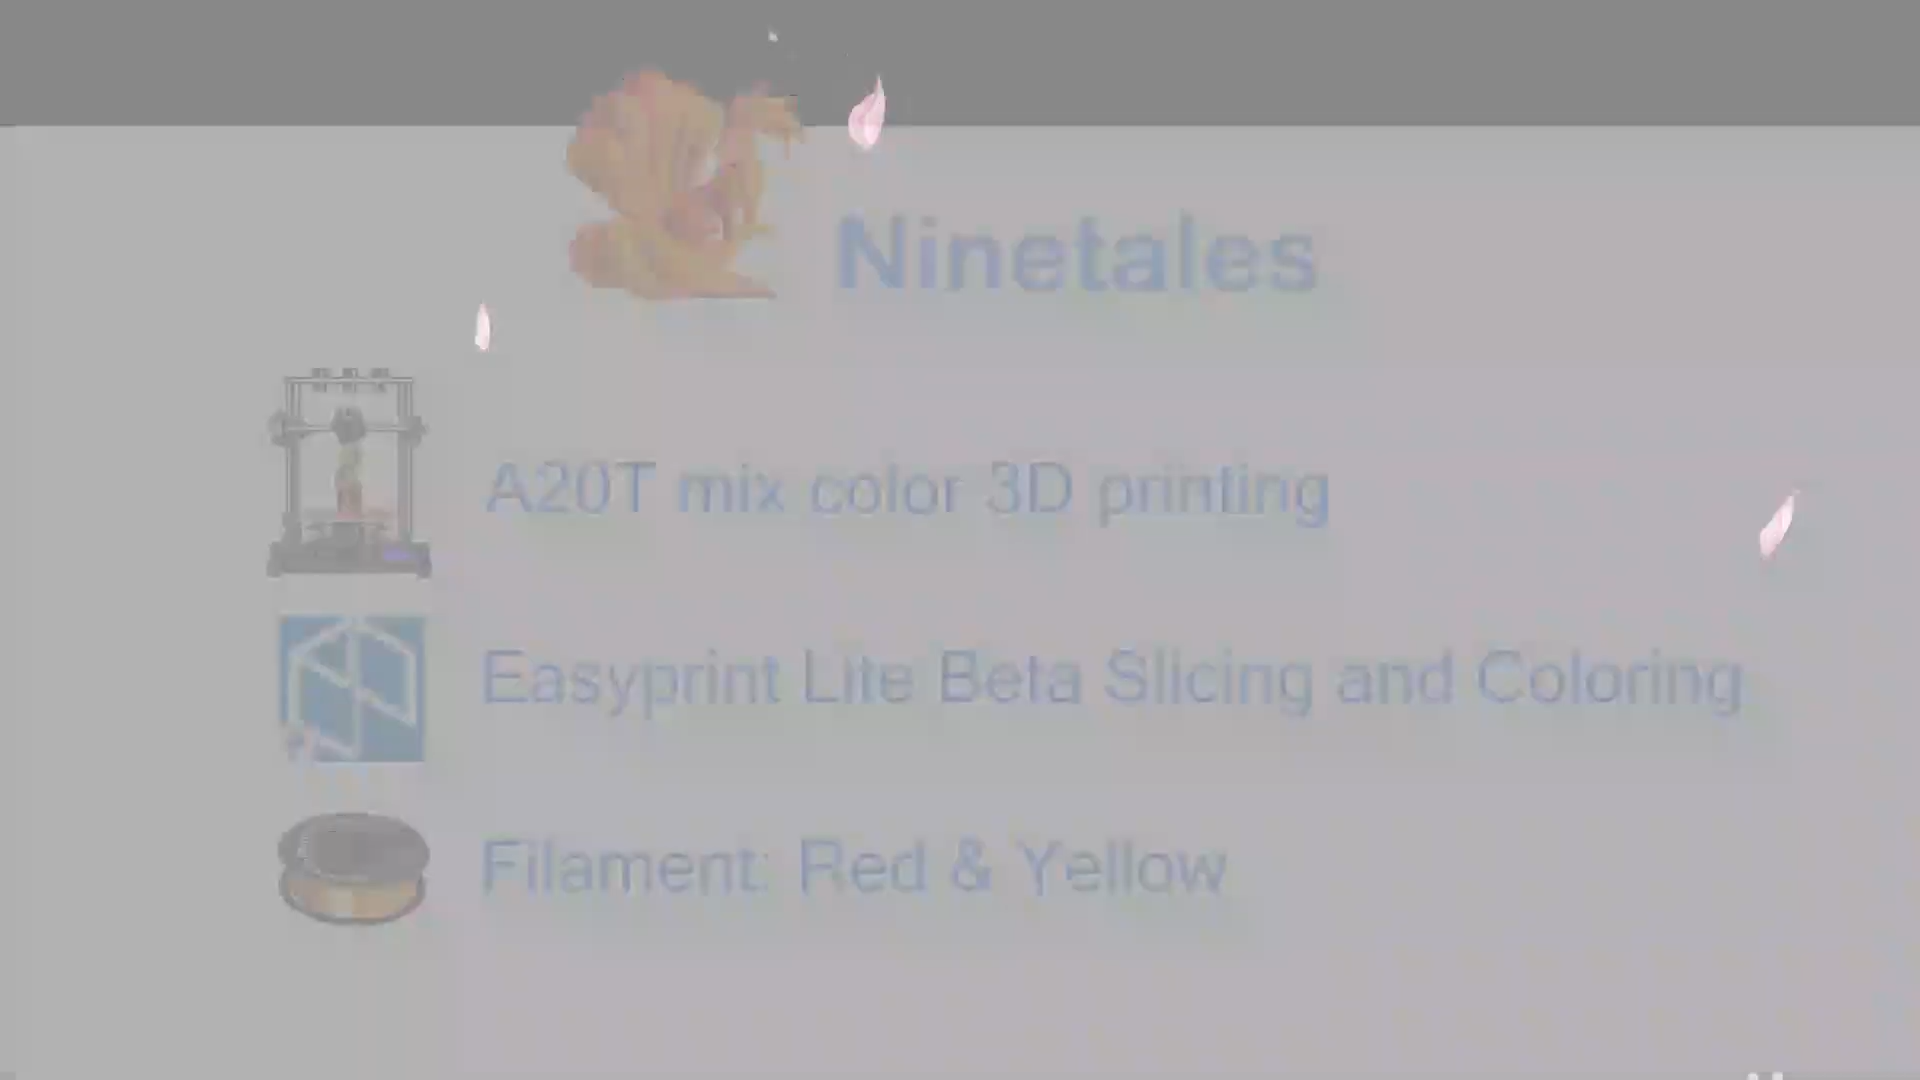 Ninetales
A20T mix color 3D printing
Easyprint Lite Beta Slicing and Coloring
Filament: Red & Yellow